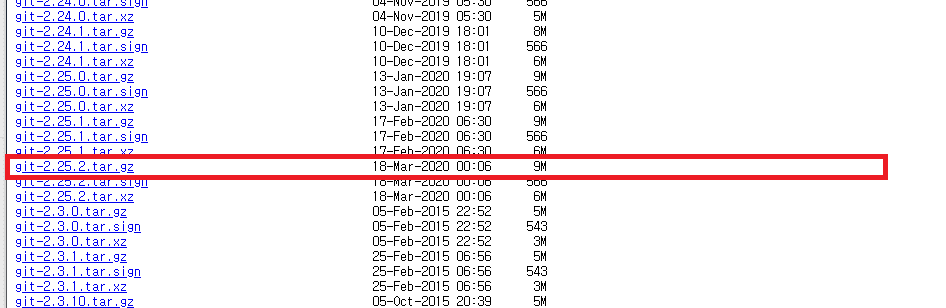 git-2.24.0.tar.sign 04-Nov-2019 05:30 566
git-2.24.0.tar.xz 04-Nov-2019 05:30 5M
git-2.24.1.tar.gz 10-Dec-2019 18:01 8M
git-2.24.1.tar.sign 10-Dec-2019 18:01 566
git-2.24.1.tar.xz 10-Dec-2019 18:01 6M
git-2.25.0.tar.gz 13-Jan-2020 19:07 9M
git-2.25.0.tar.sign 13-Jan-2020 19:07 566
git-2.25.0.tar.xz 13-Jan-2020 19:07 6M
git-2.25.1.tar.gz 17-Feb-2020 06:30 9M
git-2.25.1.tar.sign 17-Feb-2020 06:30 566
git-2.25.1.tar.xz 17-Feb-2020 06:30 6M
git-2.25.2.tar.gz 18-Mar-2020 00:06 9M
git-2.25.2.tar.sign 18-Mar-2020 00:06 566
git-2.25.2.tar.xz 18-Mar-2020 00:06 6M
git-2.3.0.tar.gz 05-Feb-2015 22:52 5M
git-2.3.0.tar.sign 05-Feb-2015 22:52 543
git-2.3.0.tar.xz 05-Feb-2015 22:52 3M
git-2.3.1.tar.gz 25-Feb-2015 06:56 5M
git-2.3.1.tar.sign 25-Feb-2015 06:56 543
git-2.3.1.tar.xz 25-Feb-2015 06:56 3M
git-2.3.10.tar.gz 05-Oct-2015 20:39 5M